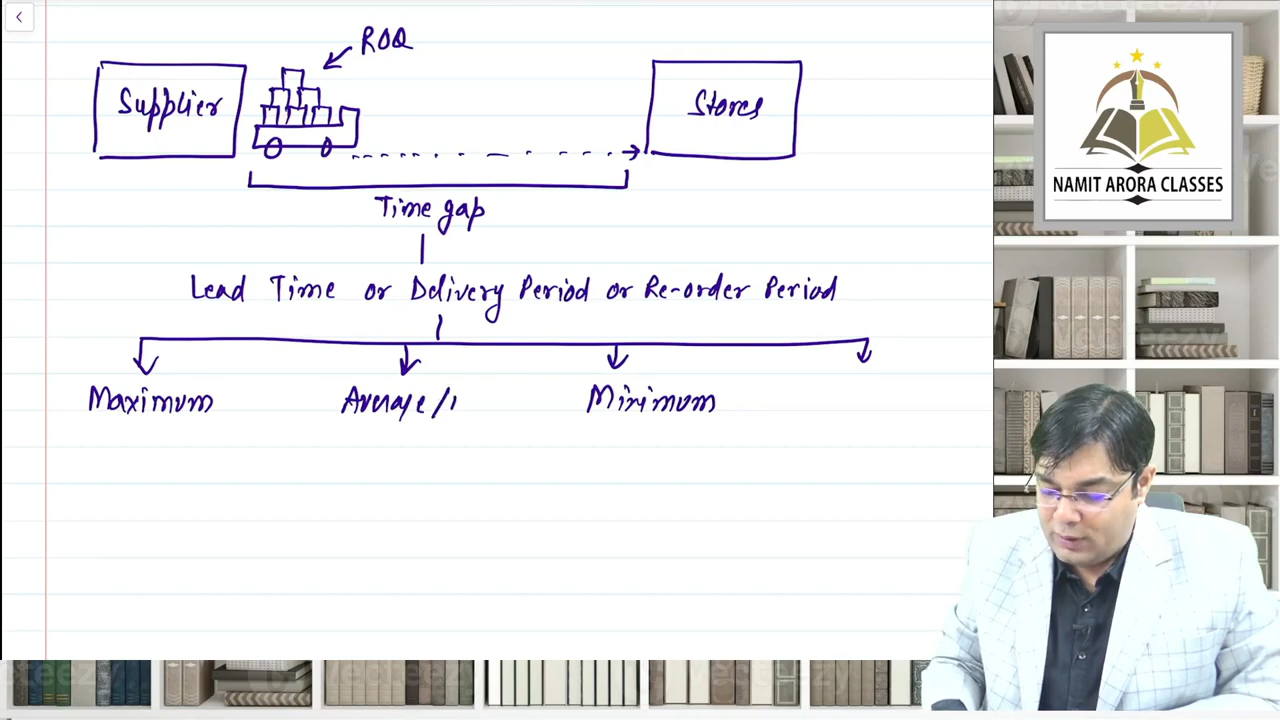 ROQ
Supplier
Stores
Time gap
Lead Time or Delivery Period or Re-order Period
Maximum Average/ Minimum
NAMIT ARORA CLASSES